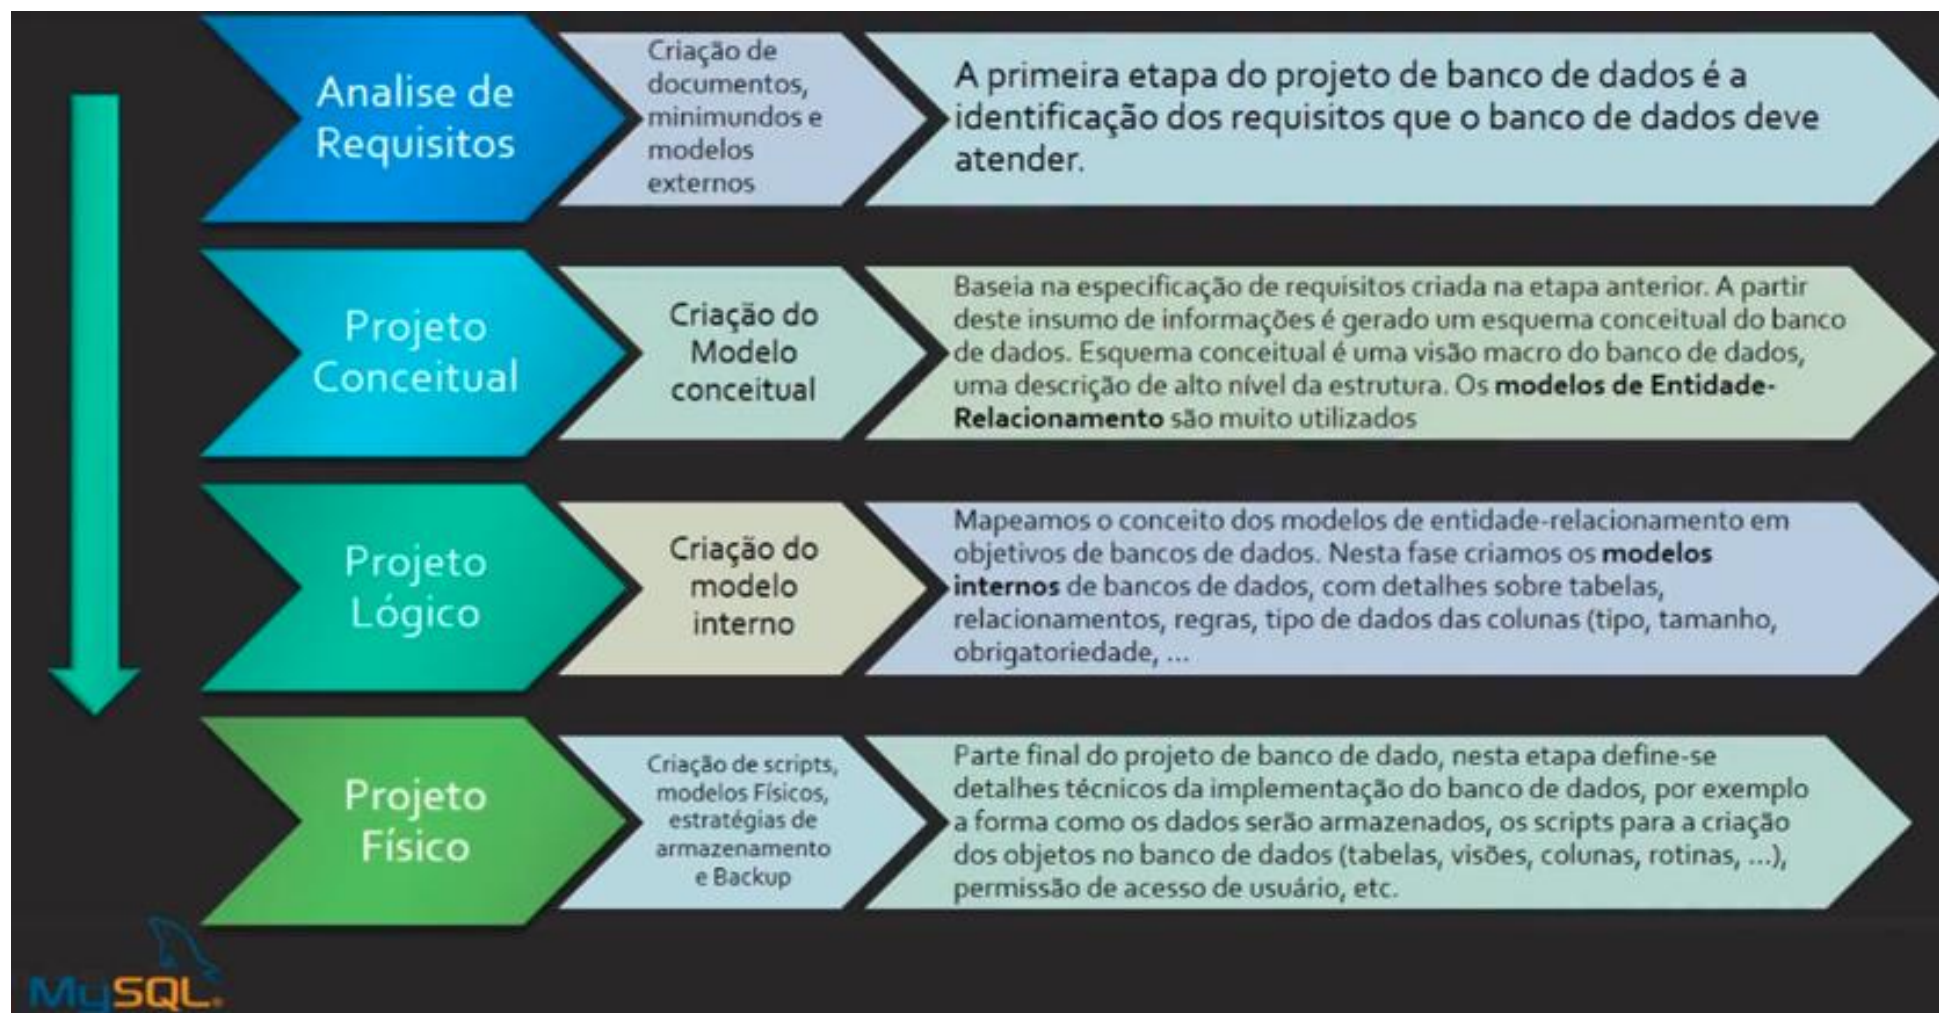 Analise de
Requisitos
Criação de
documentos,
minimundos e
modelos
externos
A primeira etapa do projeto de banco de dados é a
identificação dos requisitos que o banco de dados deve
atender.
Projeto
Conceitual
Criação do
Modelo
conceitual
Baseia na especificação de requisitos criada na etapa anterior. A partir
deste insumo de informações é gerado um esquema conceitual do banco
de dados. Esquema conceitual é uma visão macro do banco de dados,
uma descrição de alto nível da estrutura. Os modelos de Entidade-
Relacionamento são muito utilizados
Projeto
Lógico
Criação do
modelo
interno
Mapeamos o conceito dos modelos de entidade-relacionamento em
objetivos de bancos de dados. Nesta fase criamos os modelos
internos de bancos de dados, com detalhes sobre tabelas,
relacionamentos, regras, tipo de dados das colunas (tipo, tamanho,
obrigatoriedade, ...
Projeto
Físico
Criação de scripts,
modelos Físicos,
estratégias de
armazenamento
e Backup
Parte final do projeto de banco de dado, nesta etapa define-se
detalhes técnicos da implementação do banco de dados, por exemplo
a forma como os dados serão armazenados, os scripts para a criação
dos objetos no banco de dados (tabelas, visões, colunas, rotinas, ...),
permissão de acesso de usuário, etc.
MySQL®